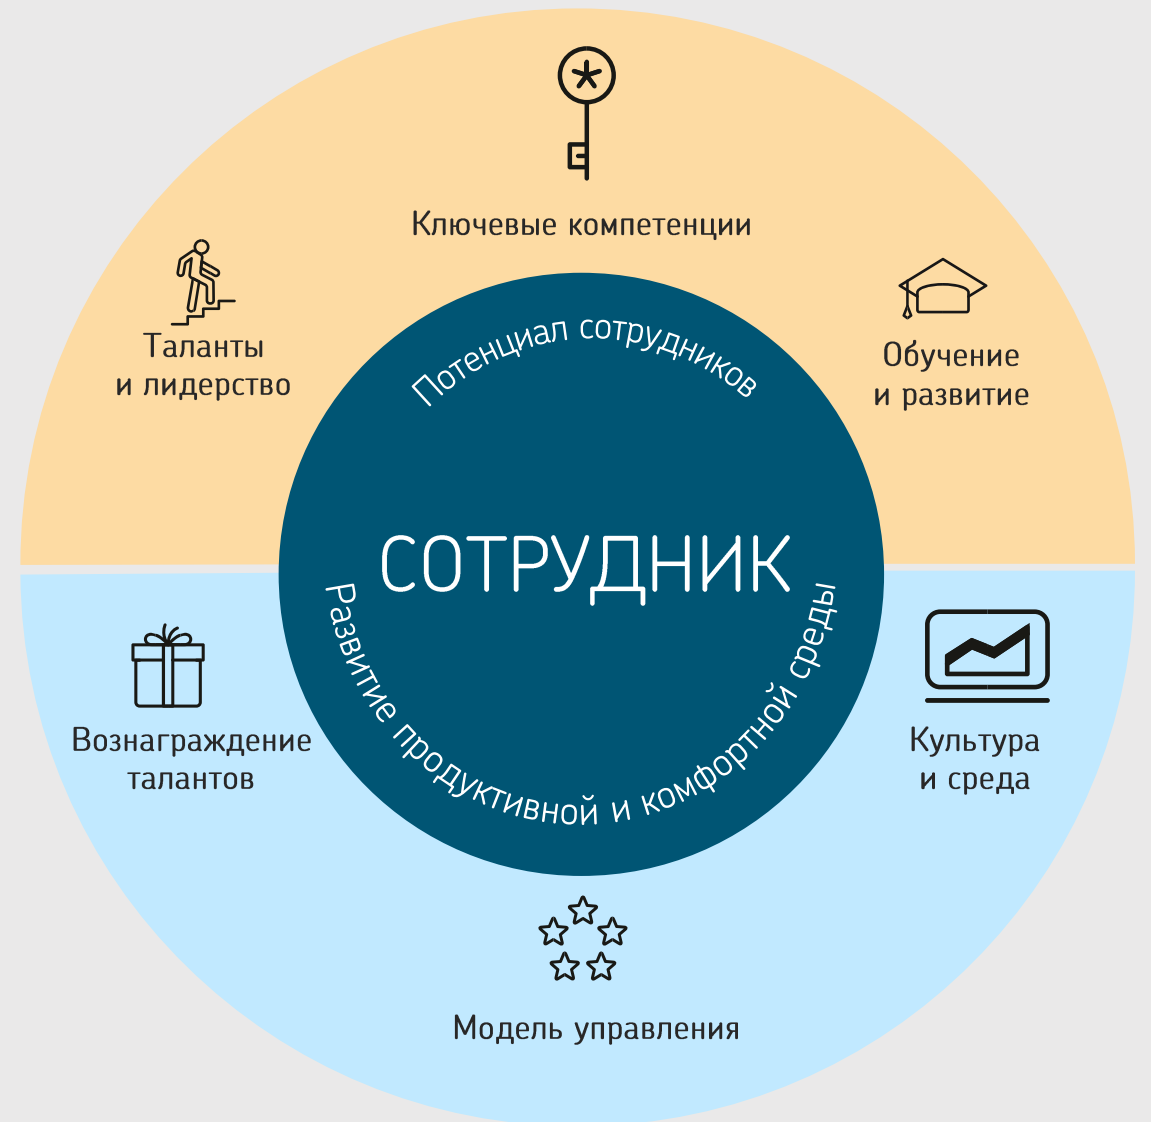 Ключевые компетенции
Таланты
и лидерство
Обучение
и развитие
Потенциал сотрудников
СОТРУДНИК
Развитие продуктивной и комфортной среды
Вознаграждение
талантов
Культура
и среда
Модель управления